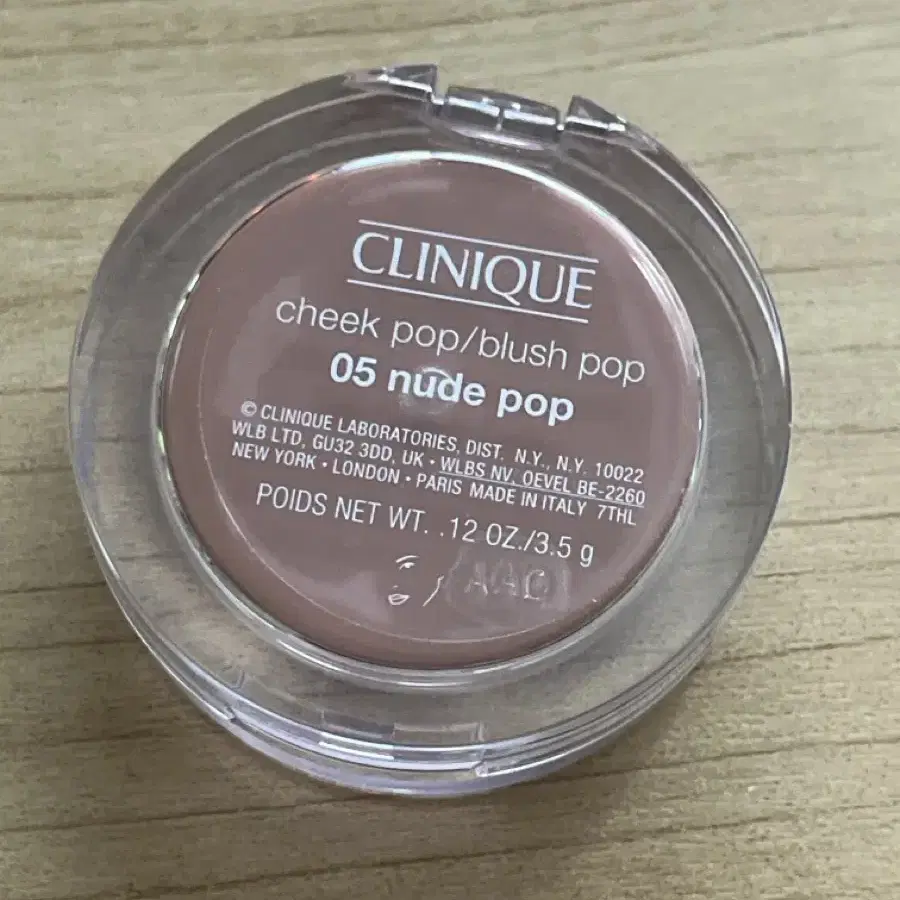 CLINIQUE
cheek pop/blush pop
05 nude pop
© CLINIQUE LABORATORIES, DIST. N.Y., N.Y. 10022
WLB LTD, GU32 3DD, UK • WLBS NV, OEVEL BE-2260
NEW YORK • LONDON • PARIS MADE IN ITALY 7THL
POIDS NET WT. .12 OZ./3.5 g